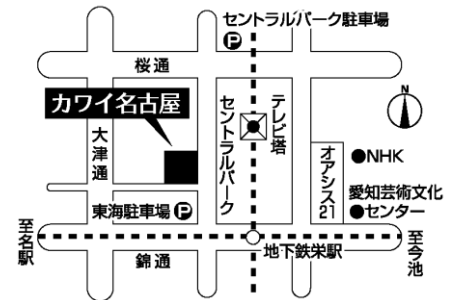 セントラルパーク駐車場
P
桜通
カワイ名古屋
大津通
セントラルパーク
テレビ塔
N
オアシス21
NHK
愛知芸術文化
センター
東海駐車場 P
至名駅
錦通
地下鉄栄駅
至今池